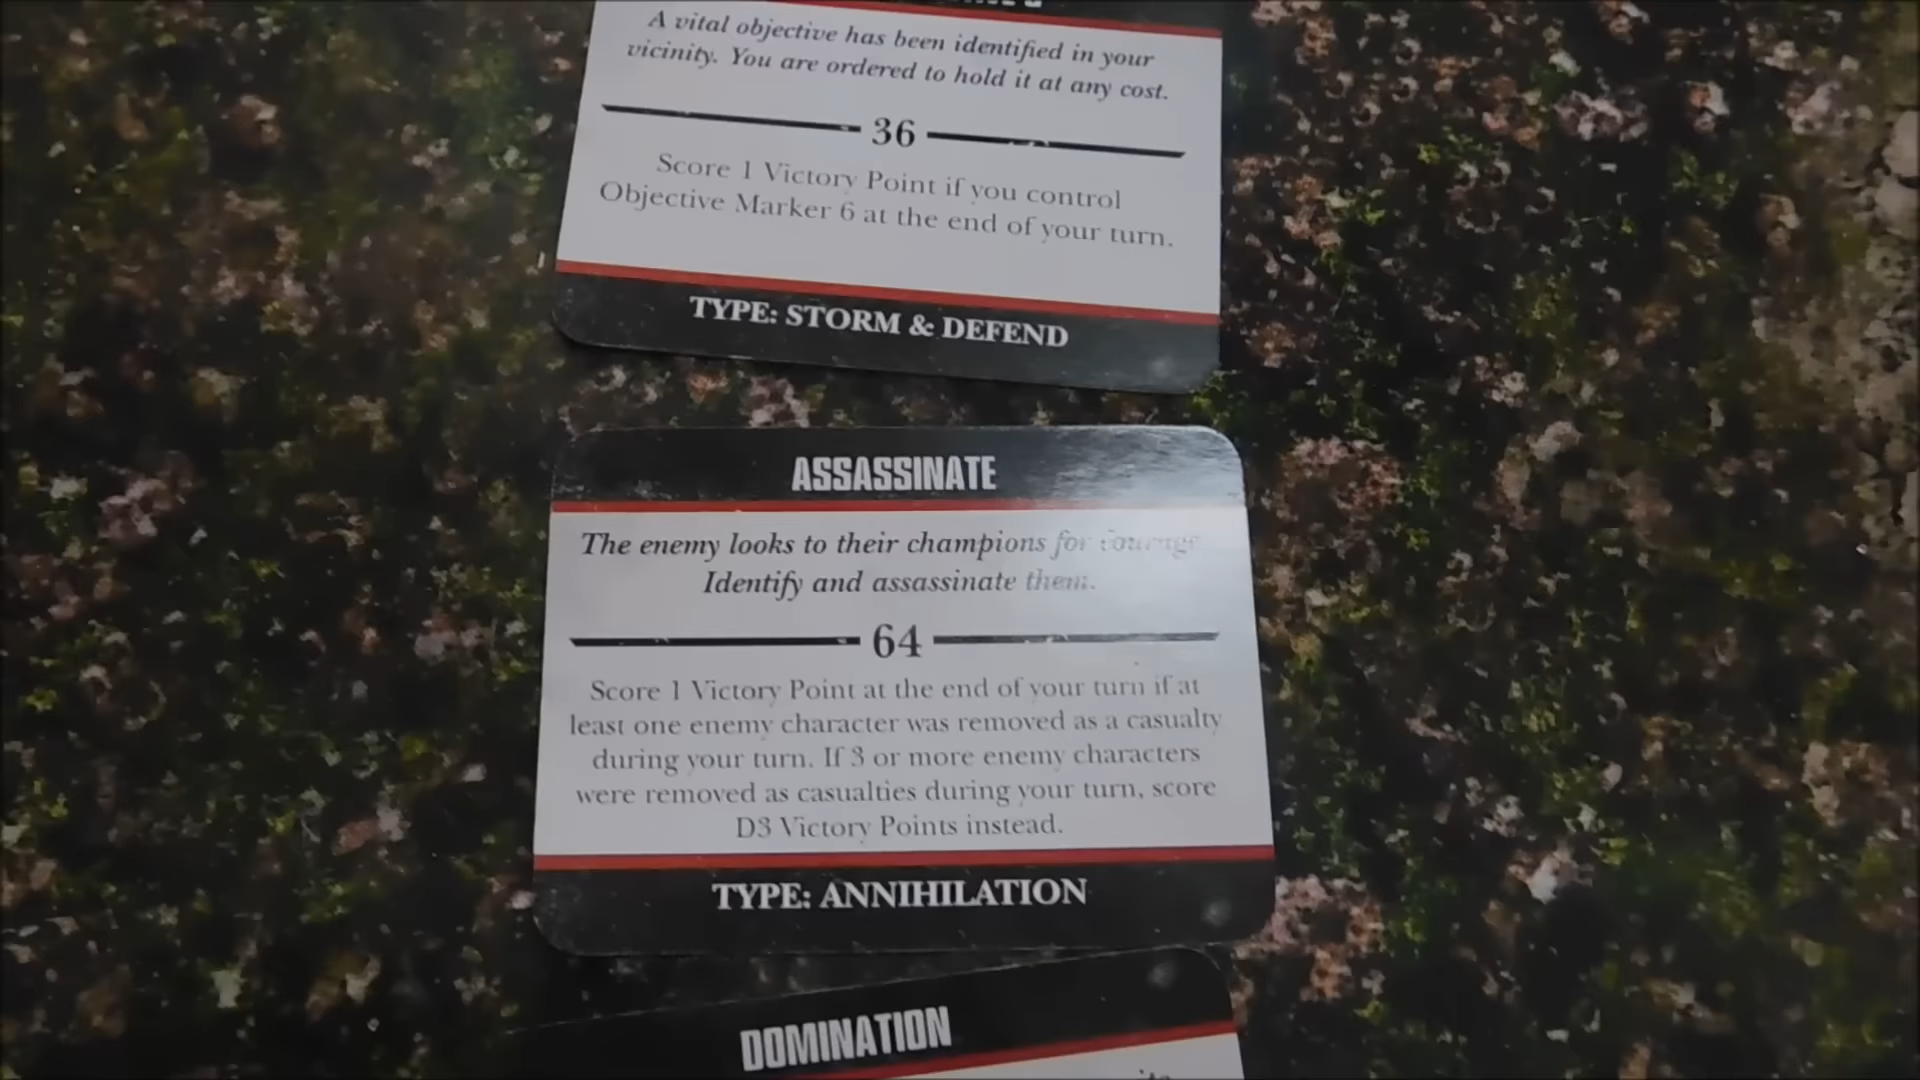 A vital objective has been identified in your
vicinity. You are ordered to hold it at any cost.
36
Score 1 Victory Point if you control
Objective Marker 6 at the end of your turn.
TYPE: STORM & DEFEND
ASSASSINATE
The enemy looks to their champions for courage
Identify and assassinate them.
64
Score 1 Victory Point at the end of your turn if at
least one enemy character was removed as a casualty
during your turn. If 3 or more enemy characters
were removed as casualties during your turn, score
D3 Victory Points instead.
TYPE: ANNIHILATION
DOMINATION